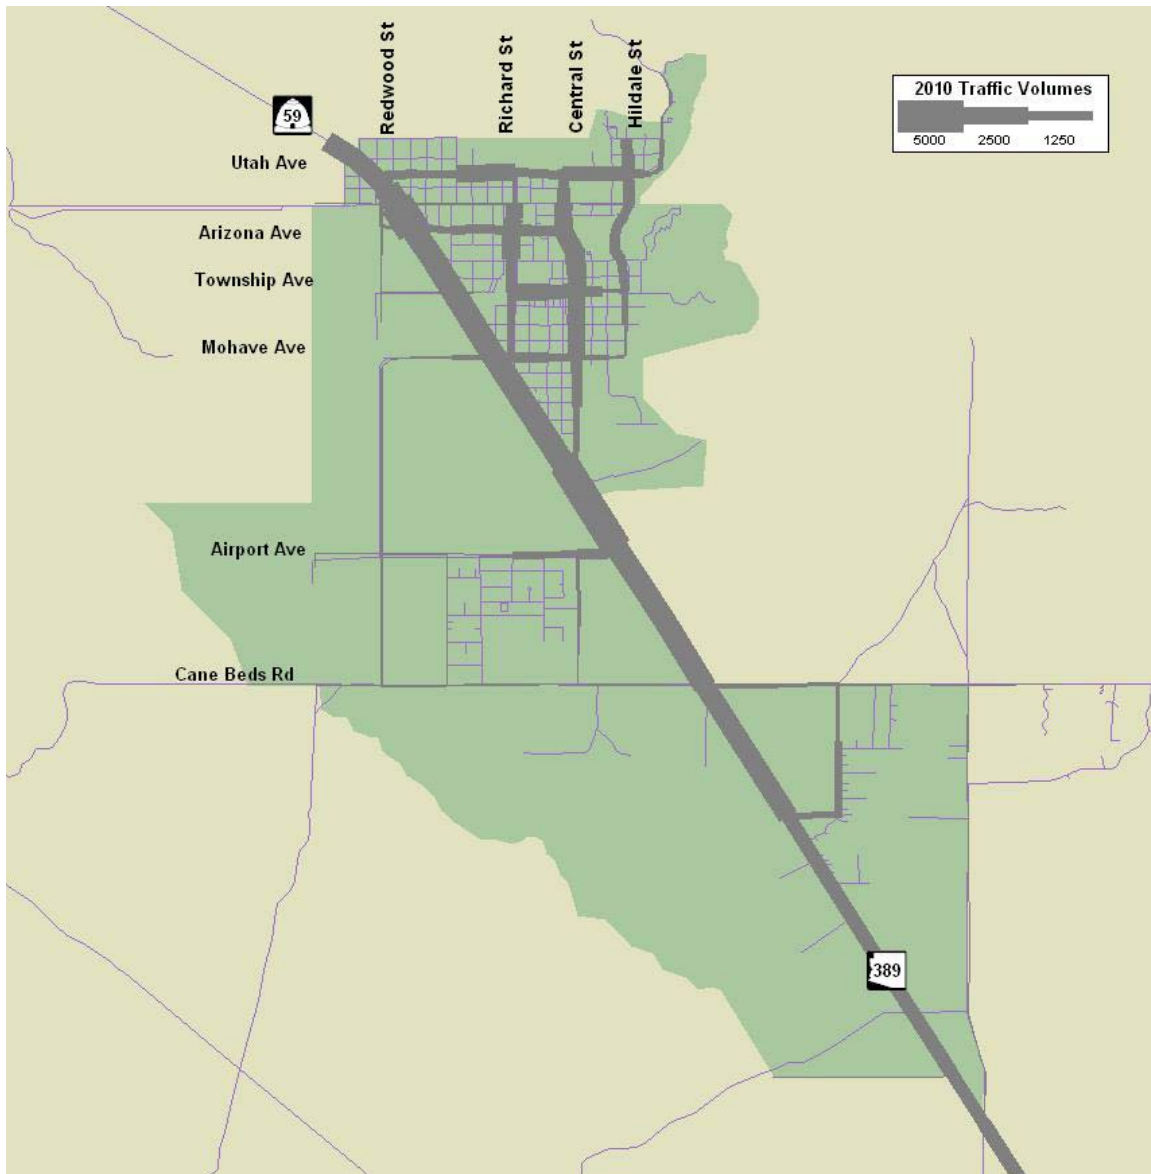 Redwood St
Richard St
Central St
Hildale St
2010 Traffic Volumes
5000 2500 1250
59
Utah Ave
Arizona Ave
Township Ave
Mohave Ave
Airport Ave
Cane Beds Rd
389